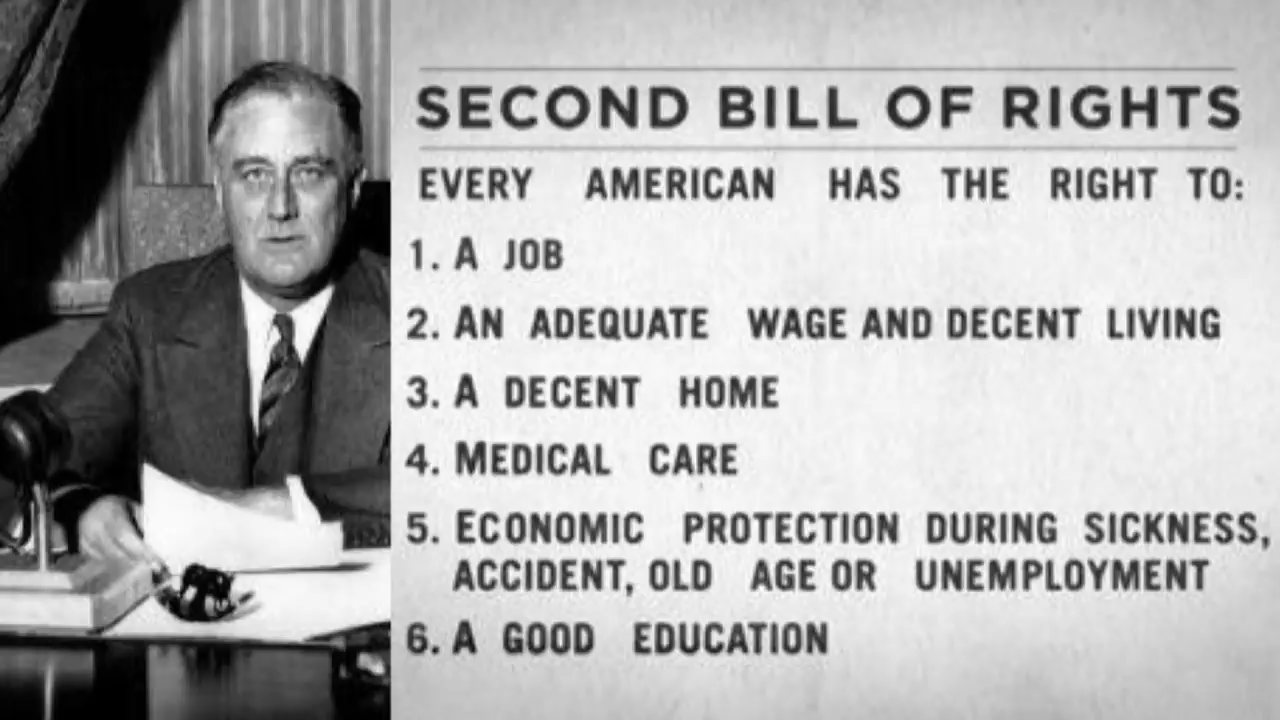 SECOND BILL OF RIGHTS
EVERY AMERICAN HAS THE RIGHT TO:
1. A JOB
2. AN ADEQUATE WAGE AND DECENT LIVING
3. A DECENT HOME
4. MEDICAL CARE
5. ECONOMIC PROTECTION DURING SICKNESS,
ACCIDENT, OLD AGE OR UNEMPLOYMENT
6. A GOOD EDUCATION